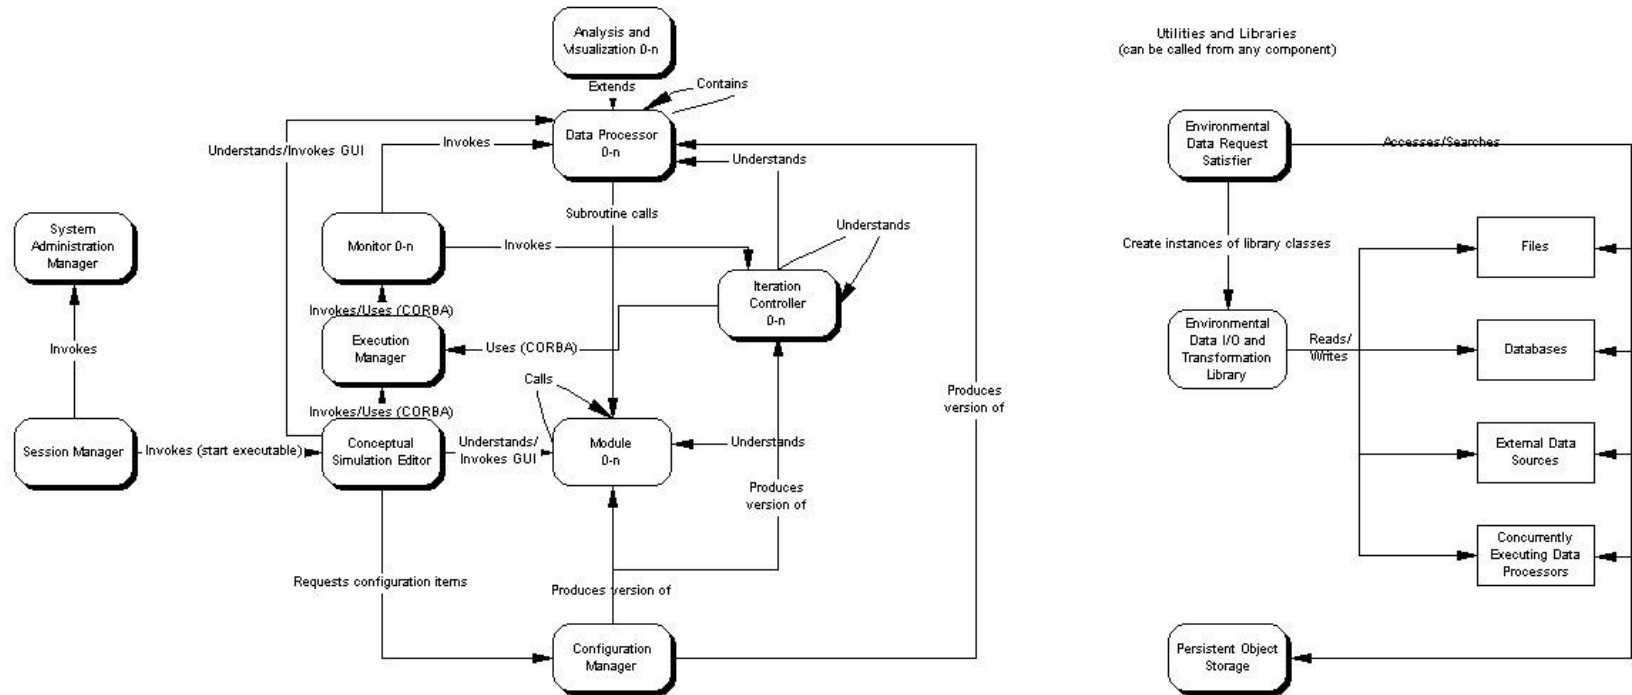 Analysis and
Visualization 0-n
Utilities and Libraries
(can be called from any component)
Extends
Contains
Data Processor
0-n
Environmental
Data Request
Satisfier
Accesses/Searches
Understands/Invokes GUI
Invokes
Understands
Subroutine calls
System
Administration
Manager
Monitor 0-n
Invokes
Understands
Create instances of library classes
Files
Iteration
Controller
0-n
Invokes/Uses (CORBA)
Execution
Manager
Uses (CORBA)
Invokes
Environmental
Data I/O and
Transformation
Library
Reads/
Writes
Databases
Calls
Produces
version of
Invokes/Uses (CORBA)
Session Manager
Invokes (start executable)
Conceptual
Simulation Editor
Understands/
Invokes GUI
Module
0-n
Understands
External Data
Sources
Produces
version of
Concurrently
Executing Data
Processors
Requests configuration items
Produces version of
Configuration
Manager
Persistent Object
Storage